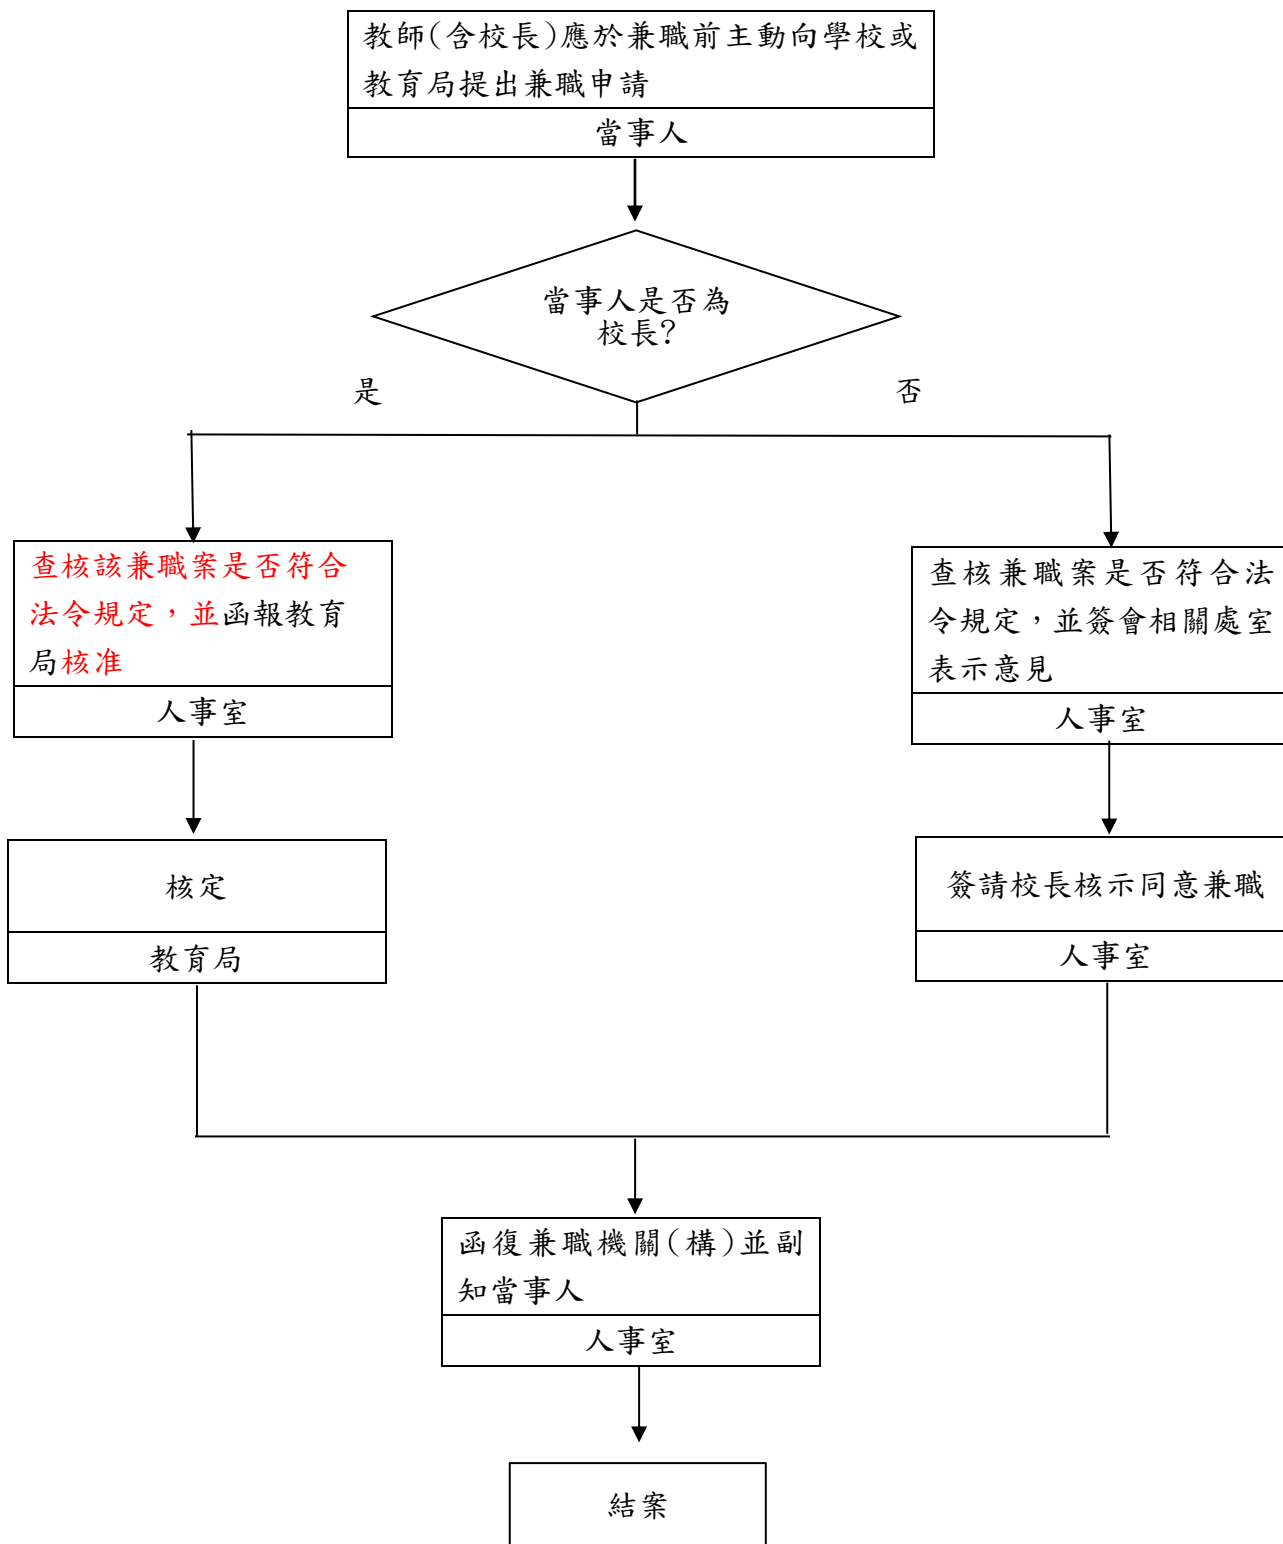 教師(含校長)應於兼職前主動向學校或
教育局提出兼職申請
當事人
當事人是否為
校長?
是
否
查核該兼職案是否符合
法令規定，並函報教育
局核准
人事室
查核兼職案是否符合法
令規定，並簽會相關處室
表示意見
人事室
核定
教育局
簽請校長核示同意兼職
人事室
函復兼職機關(構)並副
知當事人
人事室
結案